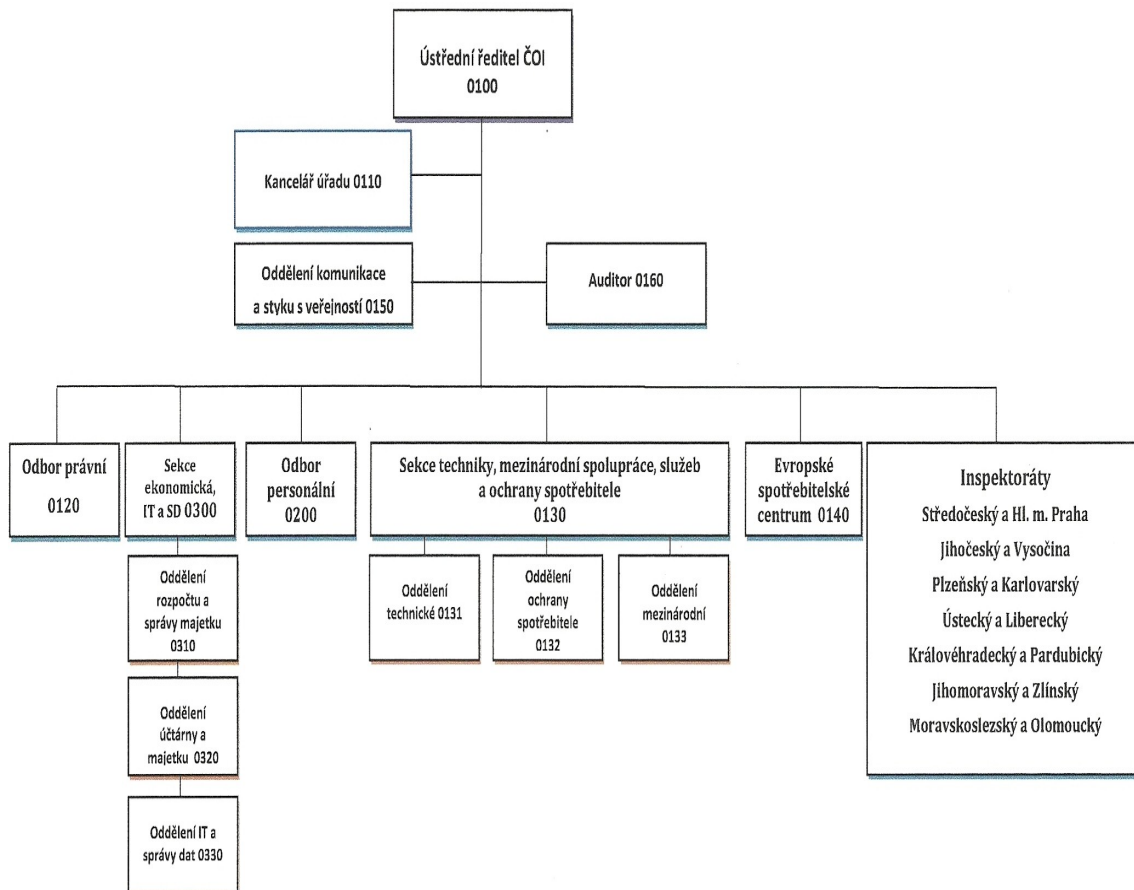 Ústřední ředitel ČOI
0100
Kancelář úřadu 0110
Oddělení komunikace
a styku s veřejností 0150
Auditor 0160
Odbor právní
0120
Sekce
ekonomická,
IT a SD 0300
Odbor
personální
0200
Sekce techniky, mezinárodní spolupráce, služeb
a ochrany spotřebitele
0130
Evropské
spotřebitelské
centrum 0140
Inspektoráty
Středočeský a Hl. m. Praha
Jihočeský a Vysočina
Plzeňský a Karlovarský
Ústecký a Liberecký
Královéhradecký a Pardubický
Jihomoravský a Zlínský
Moravskoslezský a Olomoucký
Oddělení
rozpočtu a
správy majetku
0310
Oddělení
technické 0131
Oddělení
ochrany
spotřebitele
0132
Oddělení
mezinárodní
0133
Oddělení
účtárny a
majetku 0320
Oddělení IT a
správy dat 0330